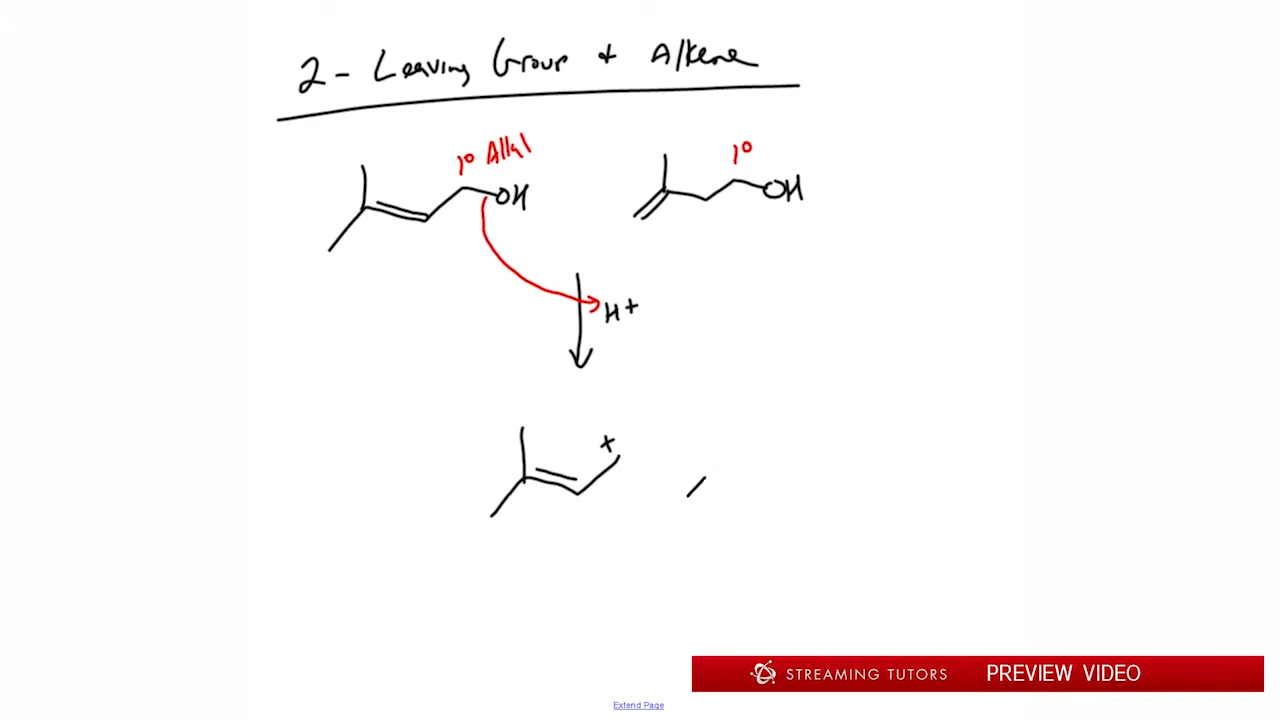 2 - Leaving Group & Alkene
1° Allyl
1°
OH
OH
H+
+
STREAMING TUTORS PREVIEW VIDEO
Extend Page